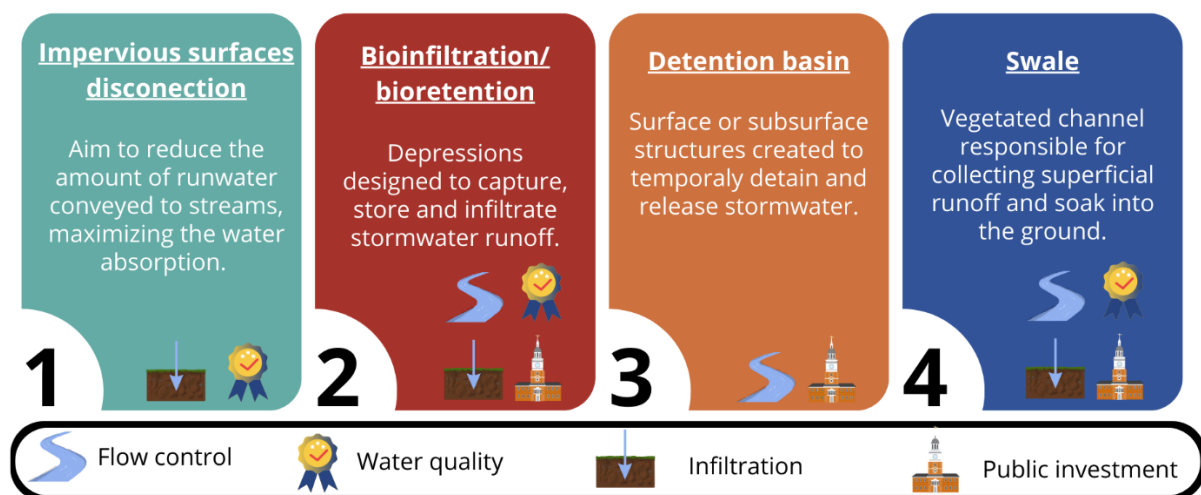 Impervious surfaces
disconection
Aim to reduce the
amount of runwater
conveyed to streams,
maximizing the water
absorption.
1
Bioinfiltration/
bioretention
Depressions
designed to capture,
store and infiltrate
stormwater runoff.
2
Detention basin
Surface or subsurface
structures created to
temporaly detain and
release stormwater.
3
Swale
Vegetated channel
responsible for
collecting superficial
runoff and soak into
the ground.
4
Flow control
Water quality
Infiltration
Public investment